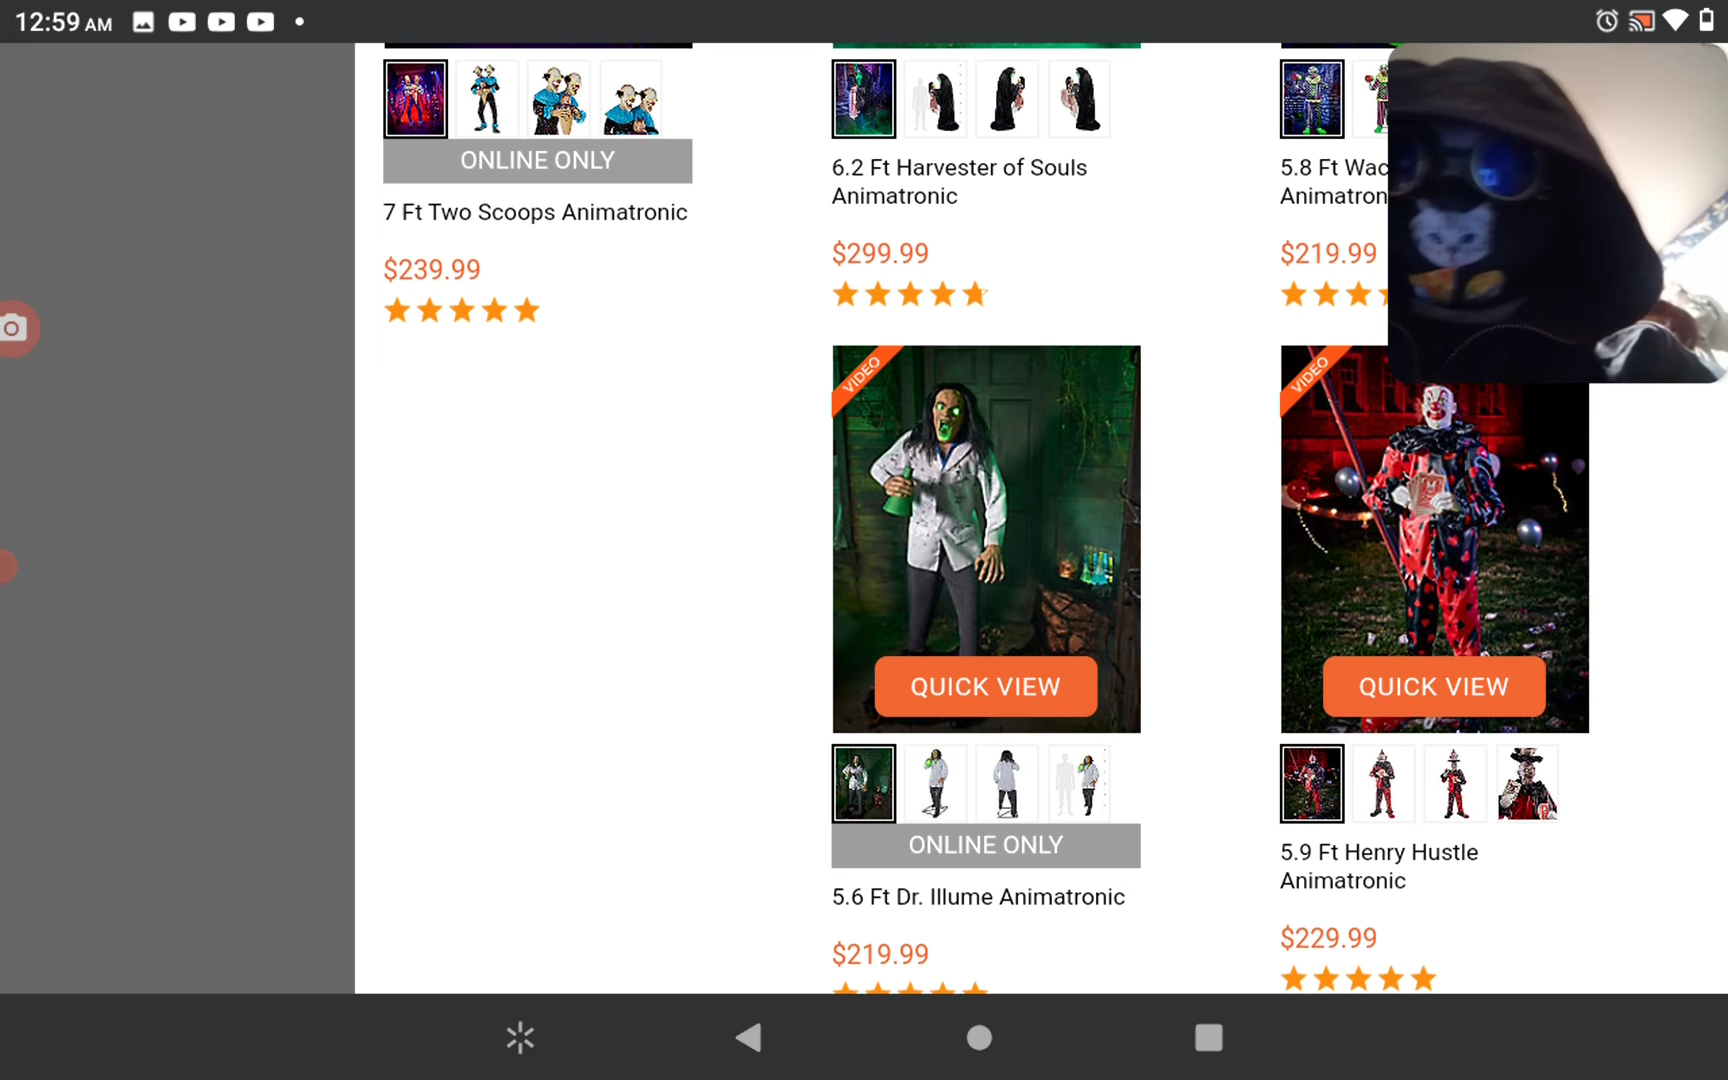 12:59 AM
ONLINE ONLY
7 Ft Two Scoops Animatronic
$239.99
6.2 Ft Harvester of Souls
Animatronic
$299.99
5.8 Ft
$219.99
VIDEO
QUICK VIEW
ONLINE ONLY
5.6 Ft Dr. Illume Animatronic
$219.99
VIDEO
QUICK VIEW
5.9 Ft Henry Hustle
Animatronic
$229.99